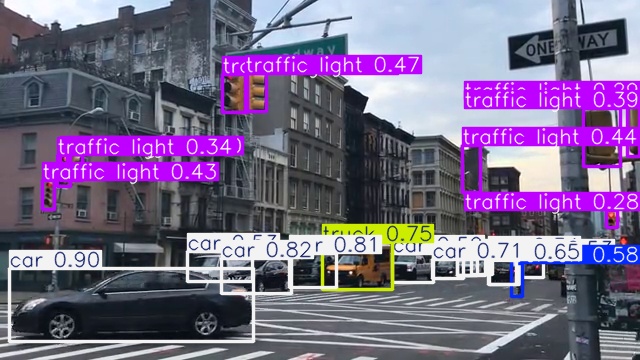 traffic light 0.47
ONE WAY
traffic light 0.39
traffic light 0.44
traffic light 0.34)
traffic light 0.43
traffic light 0.28
truck 0.75
car 0.82
0.81
car
car 0.71
0.65
0.58
car 0.90